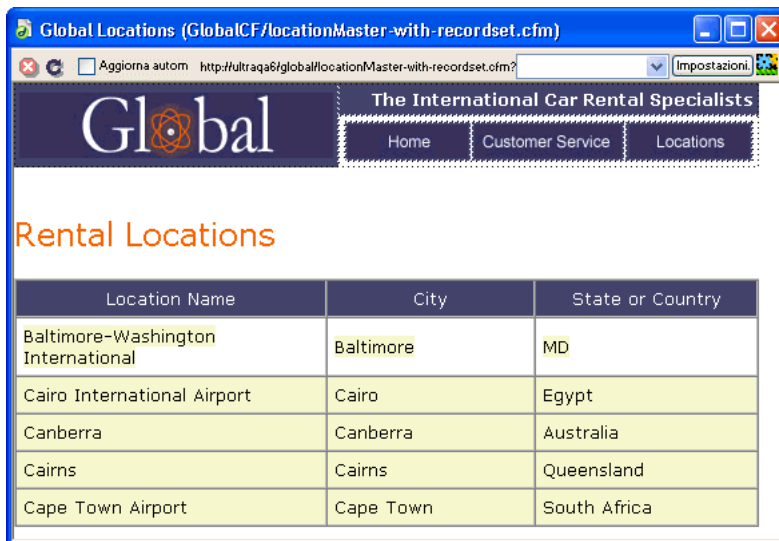 Global Locations (GlobalCF/locationMaster-with-recordset.cfm)
Aggiorna autom http://ultraqa6/global/locationMaster-with-recordset.cfm? Impostazioni.
Global
The International Car Rental Specialists
Home Customer Service Locations
Rental Locations
Location Name City State or Country
Baltimore-Washington
International Baltimore MD
Cairo International Airport Cairo Egypt
Canberra Canberra Australia
Cairns Cairns Queensland
Cape Town Airport Cape Town South Africa